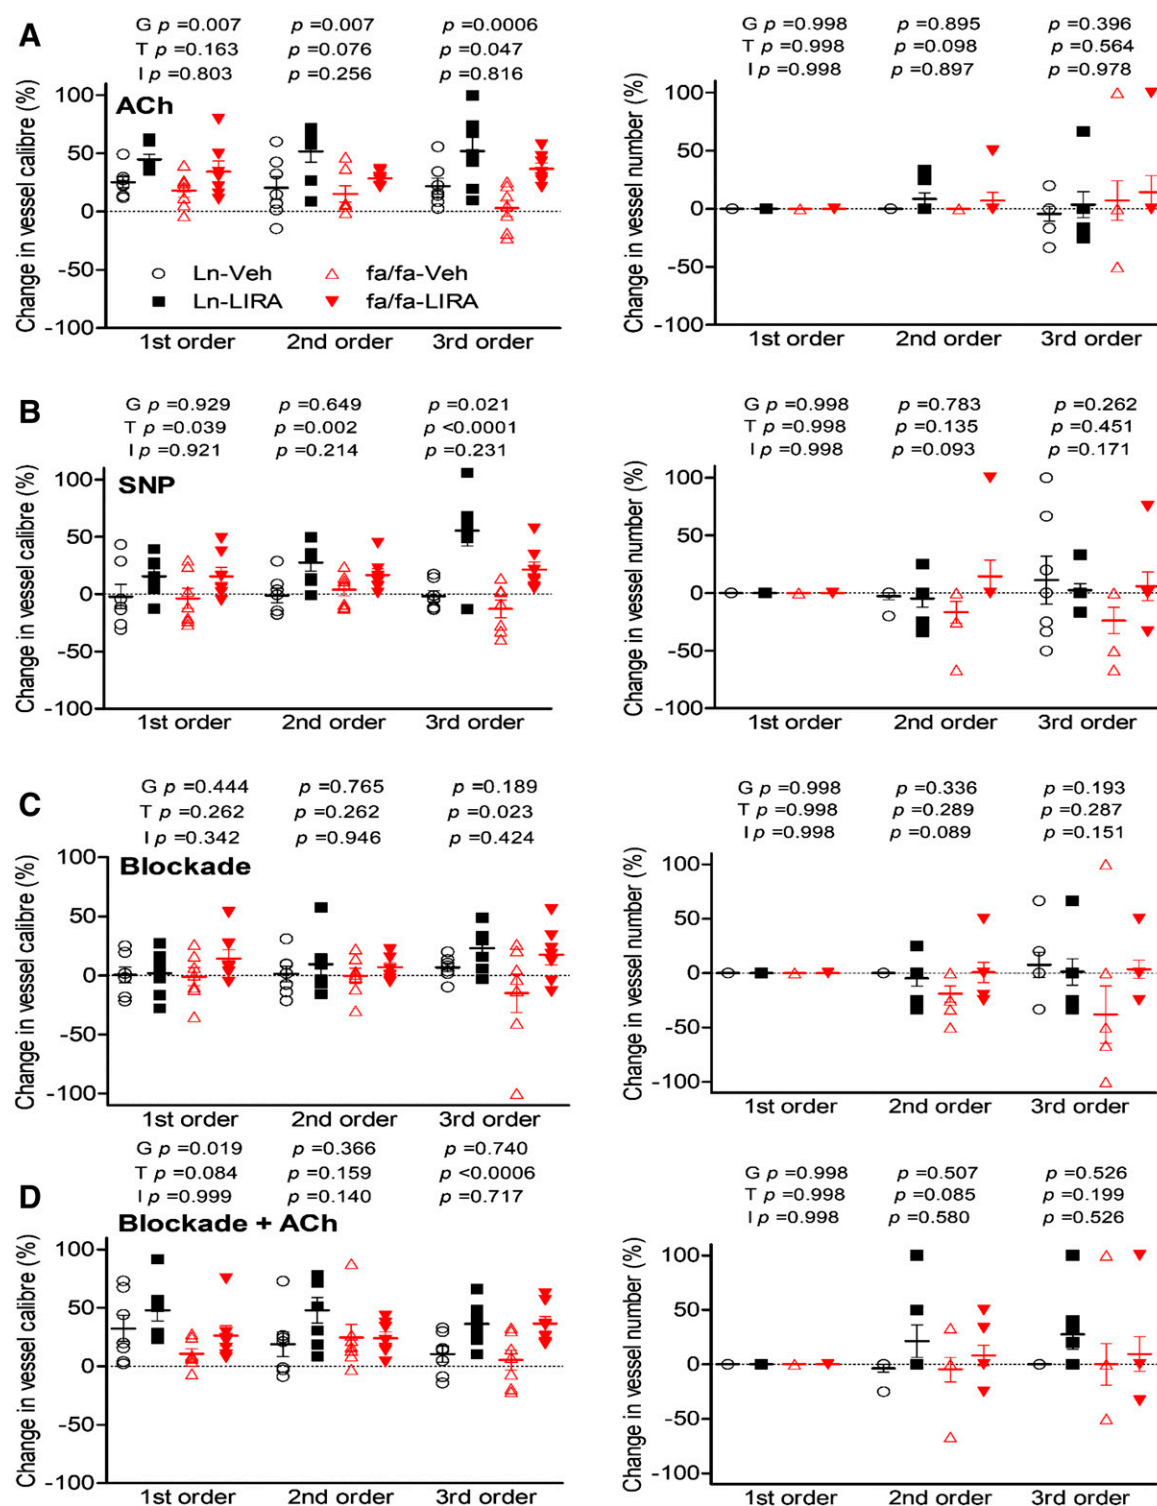 A
G p =0.007 p =0.007 p =0.0006
T p =0.163 p =0.076 p =0.047
I p =0.803 p =0.256 p =0.816
Change in vessel calibre (%)
100
50
0
-50
-100
ACh
Ln-Veh fa/fa-Veh
Ln-LIRA fa/fa-LIRA
1st order 2nd order 3rd order
G p =0.998 p =0.895 p =0.396
T p =0.998 p =0.098 p =0.564
I p =0.998 p =0.897 p =0.978
Change in vessel number (%)
100
50
0
-50
-100
1st order 2nd order 3rd order
B
G p =0.929 p =0.649 p =0.021
T p =0.039 p =0.002 p <0.0001
I p =0.921 p =0.214 p =0.231
Change in vessel calibre (%)
100
50
0
-50
-100
SNP
1st order 2nd order 3rd order
G p =0.998 p =0.783 p =0.262
T p =0.998 p =0.135 p =0.451
I p =0.998 p =0.093 p =0.171
Change in vessel number (%)
100
50
0
-50
-100
1st order 2nd order 3rd order
C
G p =0.444 p =0.765 p =0.189
T p =0.262 p =0.262 p =0.023
I p =0.342 p =0.946 p =0.424
Change in vessel calibre (%)
100
50
0
-50
-100
Blockade
1st order 2nd order 3rd order
G p =0.998 p =0.336 p =0.193
T p =0.998 p =0.289 p =0.287
I p =0.998 p =0.089 p =0.151
Change in vessel number (%)
100
50
0
-50
-100
1st order 2nd order 3rd order
D
G p =0.019 p =0.366 p =0.740
T p =0.084 p =0.159 p <0.0006
I p =0.999 p =0.140 p =0.717
Change in vessel calibre (%)
100
50
0
-50
-100
Blockade + ACh
1st order 2nd order 3rd order
G p =0.998 p =0.507 p =0.526
T p =0.998 p =0.085 p =0.199
I p =0.998 p =0.580 p =0.526
Change in vessel number (%)
100
50
0
-50
-100
1st order 2nd order 3rd order